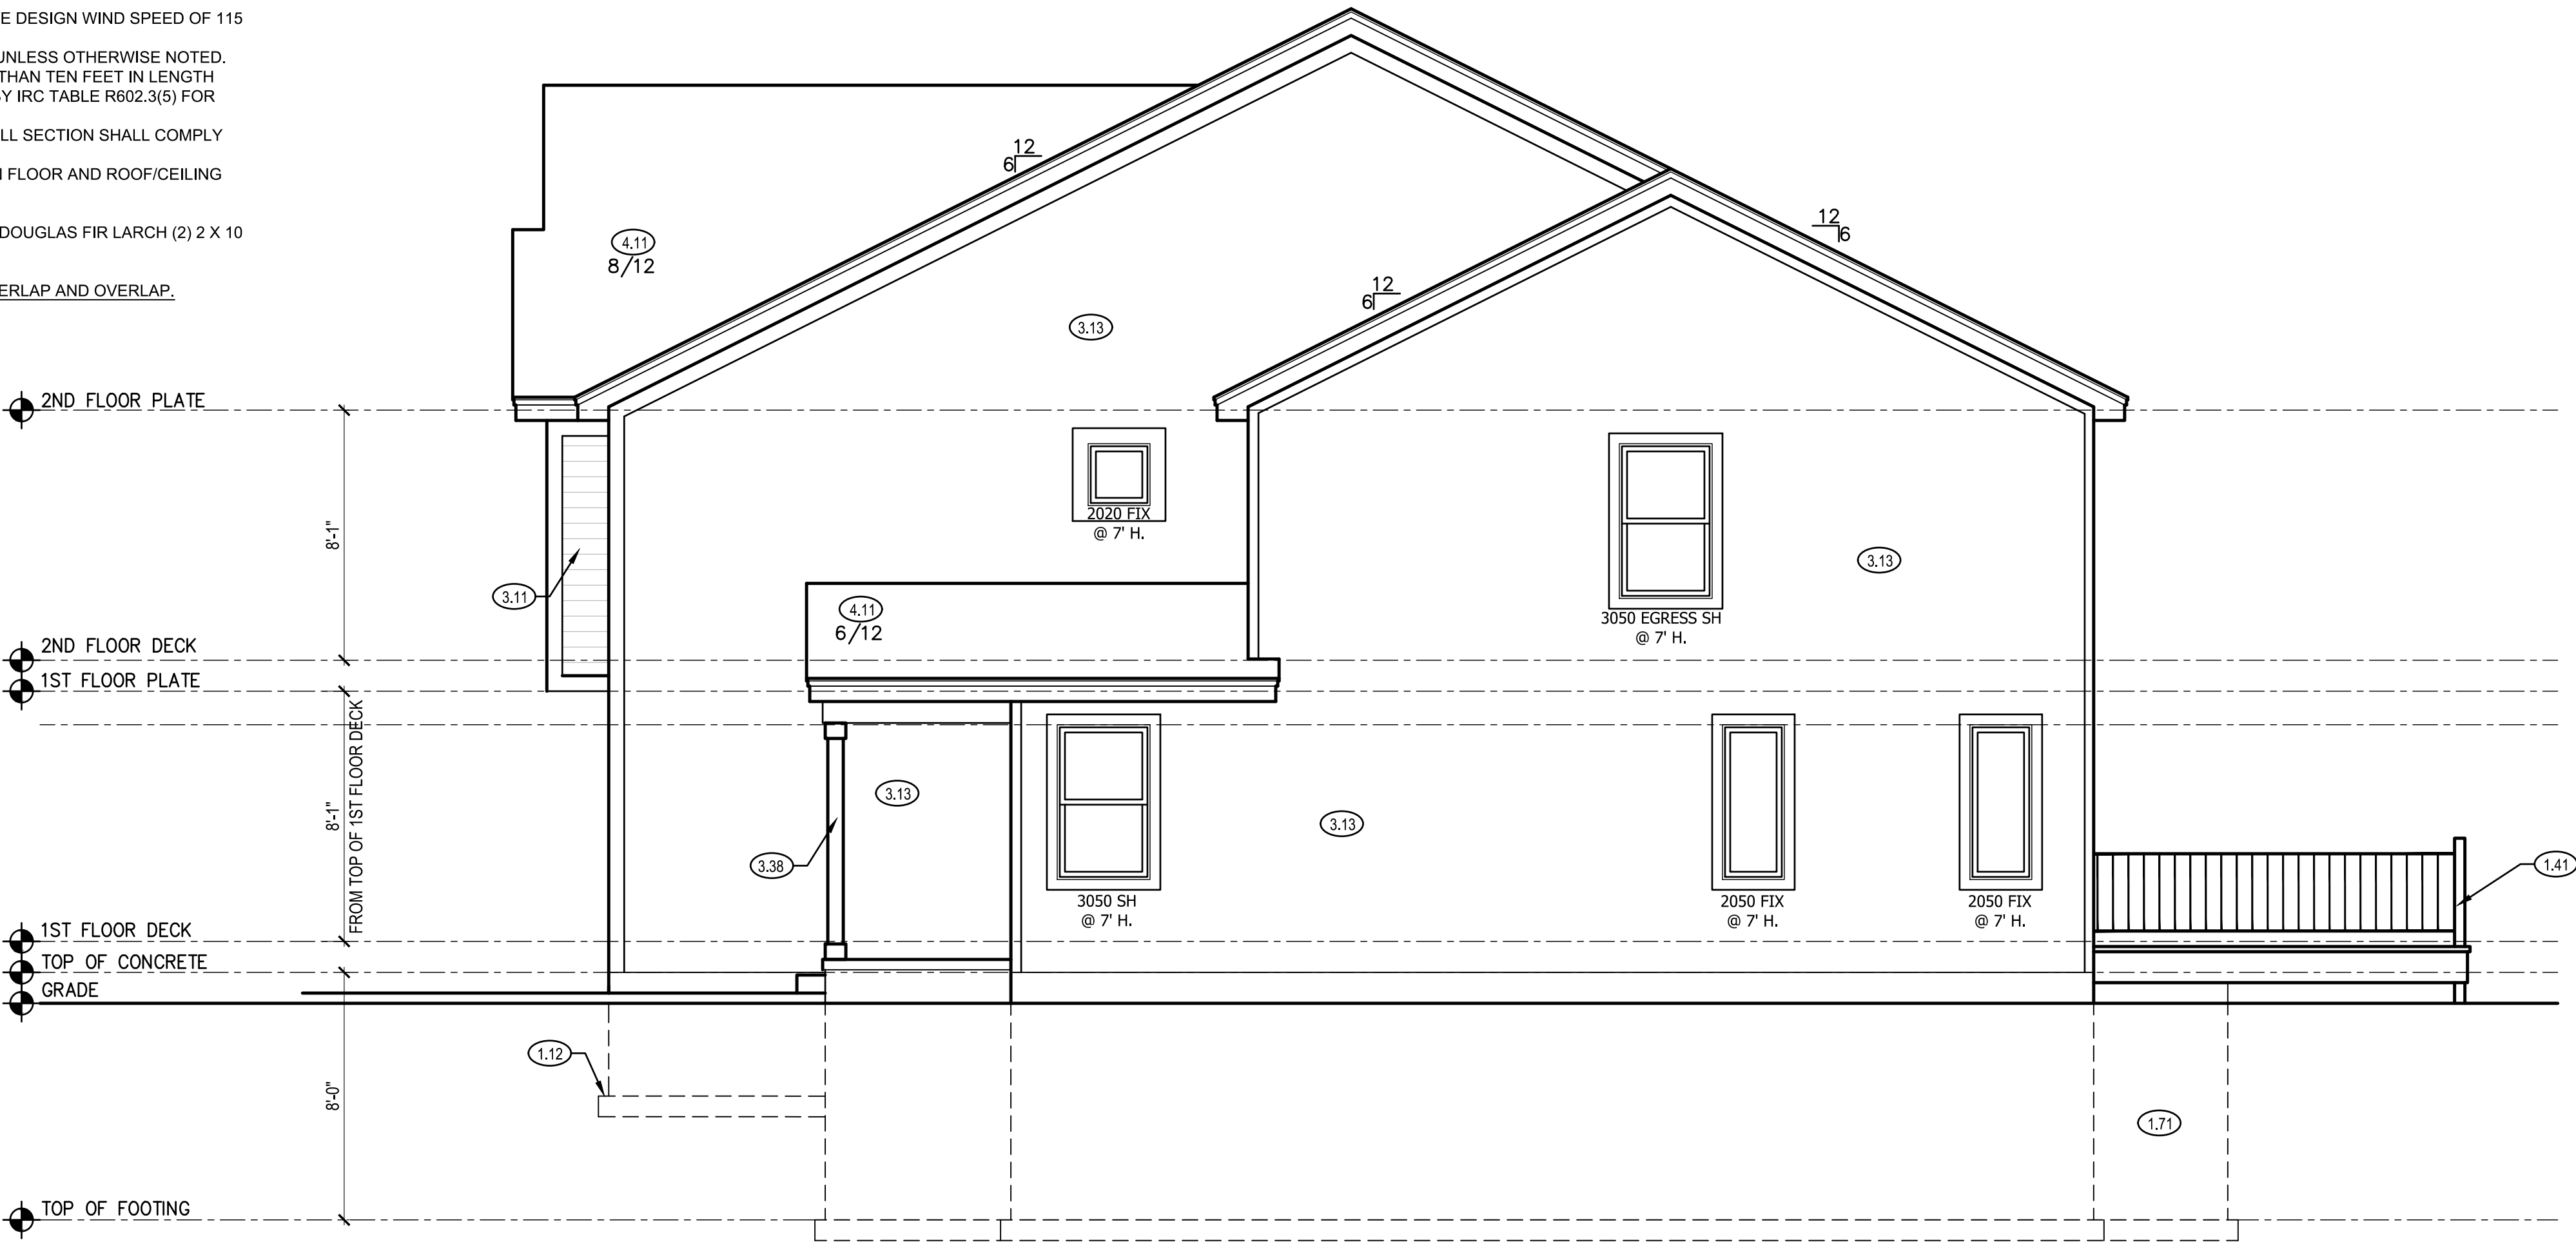 E DESIGN WIND SPEED OF 115
UNLESS OTHERWISE NOTED.
THAN TEN FEET IN LENGTH
BY IRC TABLE R602.3(5) FOR
LL SECTION SHALL COMPLY
FLOOR AND ROOF/CEILING
DOUGLAS FIR LARCH (2) 2 X 10
ERLAP AND OVERLAP.
12
6
12
6
4.11
8/12
12
6
3.13
2ND FLOOR PLATE
8'-1"
2020 FIX
@ 7' H.
3.13
3.11
4.11
6/12
3050 EGRESS SH
@ 7' H.
2ND FLOOR DECK
1ST FLOOR PLATE
8'-1"
FROM TOP OF 1ST FLOOR DECK
3.13
3.13
3.38
1.41
3050 SH
@ 7' H.
2050 FIX
@ 7' H.
2050 FIX
@ 7' H.
1ST FLOOR DECK
TOP OF CONCRETE
GRADE
1.12
8'-0"
1.71
TOP OF FOOTING